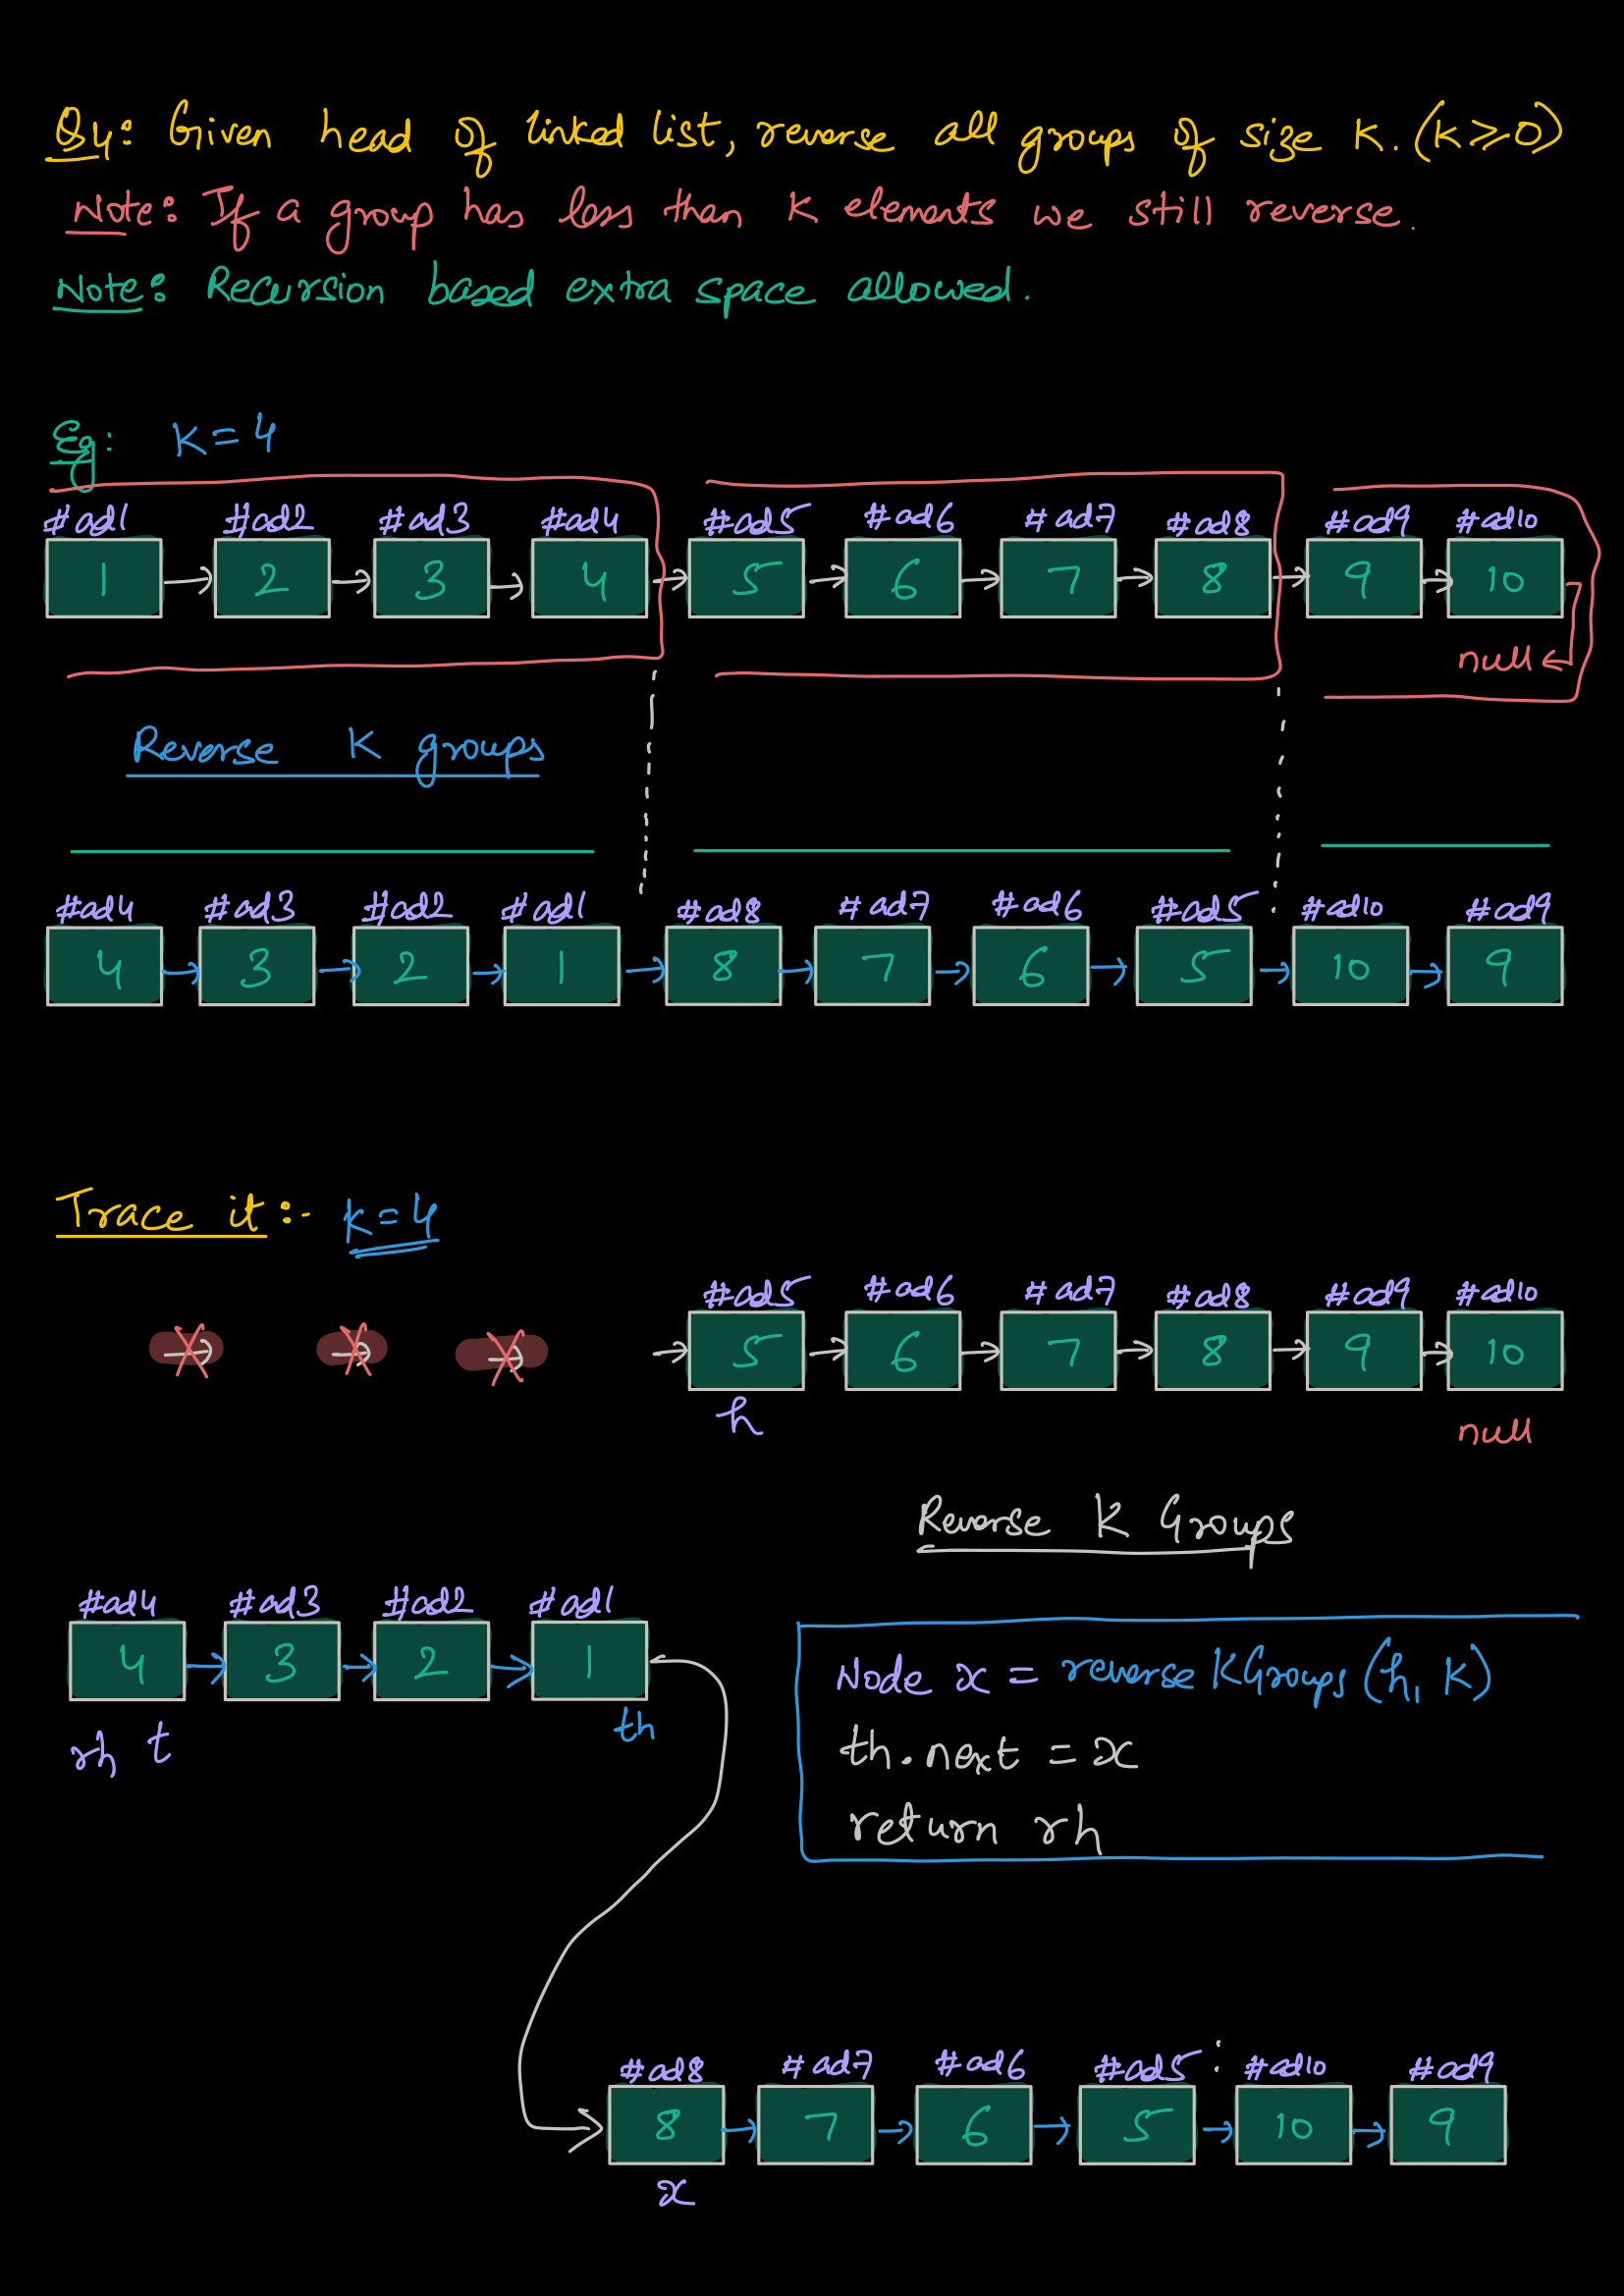 Q4: Given head of linked list, reverse all groups of size K. (K>=0)
Note: If a group has less than K elements we still reverse.
Note: Recursion based extra space allowed.
Eg: K=4
#ad1 #ad2 #ad3 #ad4 #ad5 #ad6 #ad7 #ad8 #ad9 #ad10
1 2 3 4 5 6 7 8 9 10
null
Reverse K groups
#ad4 #ad3 #ad2 #ad1 #ad8 #ad7 #ad6 #ad5 #ad10 #ad9
4 3 2 1 8 7 6 5 10 9
Trace it:- k=4
#ad5 #ad6 #ad7 #ad8 #ad9 #ad10
5 6 7 8 9 10
h
null
Reverse K Groups
#ad4 #ad3 #ad2 #ad1
4 3 2 1
rh t th
Node x = reverseKGroups(h, K)
th.next = x
return rh
#ad8 #ad7 #ad6 #ad5 #ad10 #ad9
8 7 6 5 10 9
x